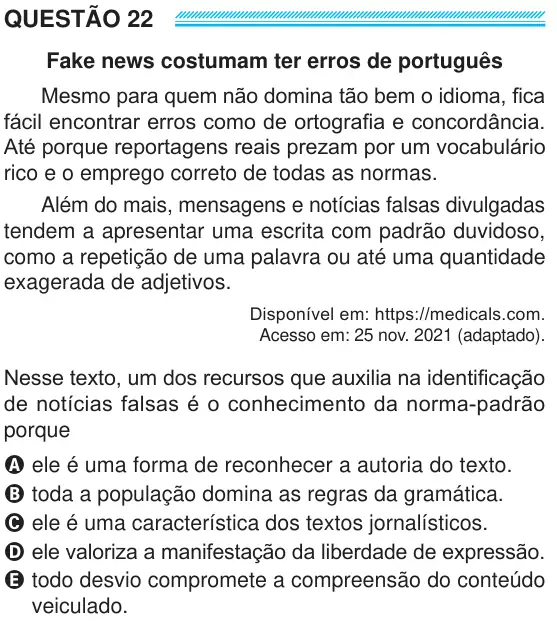 QUESTÃO 22
Fake news costumam ter erros de português
Mesmo para quem não domina tão bem o idioma, fica
fácil encontrar erros como de ortografia e concordância.
Até porque reportagens reais prezam por um vocabulário
rico e o emprego correto de todas as normas.
Além do mais, mensagens e notícias falsas divulgadas
tendem a apresentar uma escrita com padrão duvidoso,
como a repetição de uma palavra ou até uma quantidade
exagerada de adjetivos.
Disponível em: https://medicals.com.
Acesso em: 25 nov. 2021 (adaptado).
Nesse texto, um dos recursos que auxilia na identificação
de notícias falsas é o conhecimento da norma-padrão
porque
A ele é uma forma de reconhecer a autoria do texto.
B toda a população domina as regras da gramática.
C ele é uma característica dos textos jornalísticos.
D ele valoriza a manifestação da liberdade de expressão.
E todo desvio compromete a compreensão do conteúdo
veiculado.